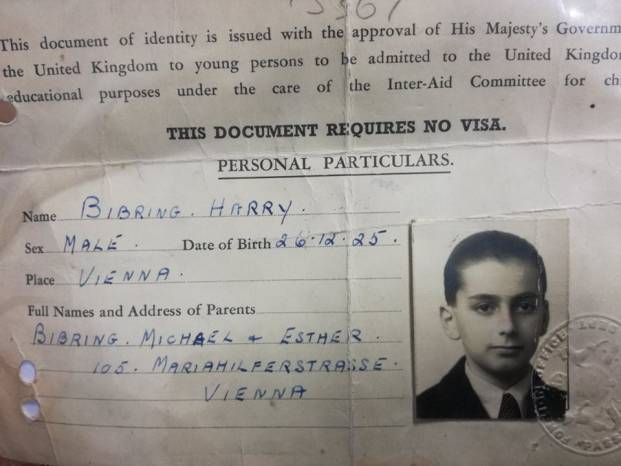 This document of identity is issued with the approval of His Majesty's
the United Kingdom to young persons to be admitted to the United
educational purposes under the care of the Inter-Aid Committee for
THIS DOCUMENT REQUIRES NO VISA.
PERSONAL PARTICULARS.
Name BIBRING. HARRY.
Sex MALE. Date of Birth 26.12.25.
Place VIENNA.
Full Names and Address of Parents
BIBRING. MICHAEL & ESTHER.
105. MARIAHILFERSTRASSE.
VIENNA